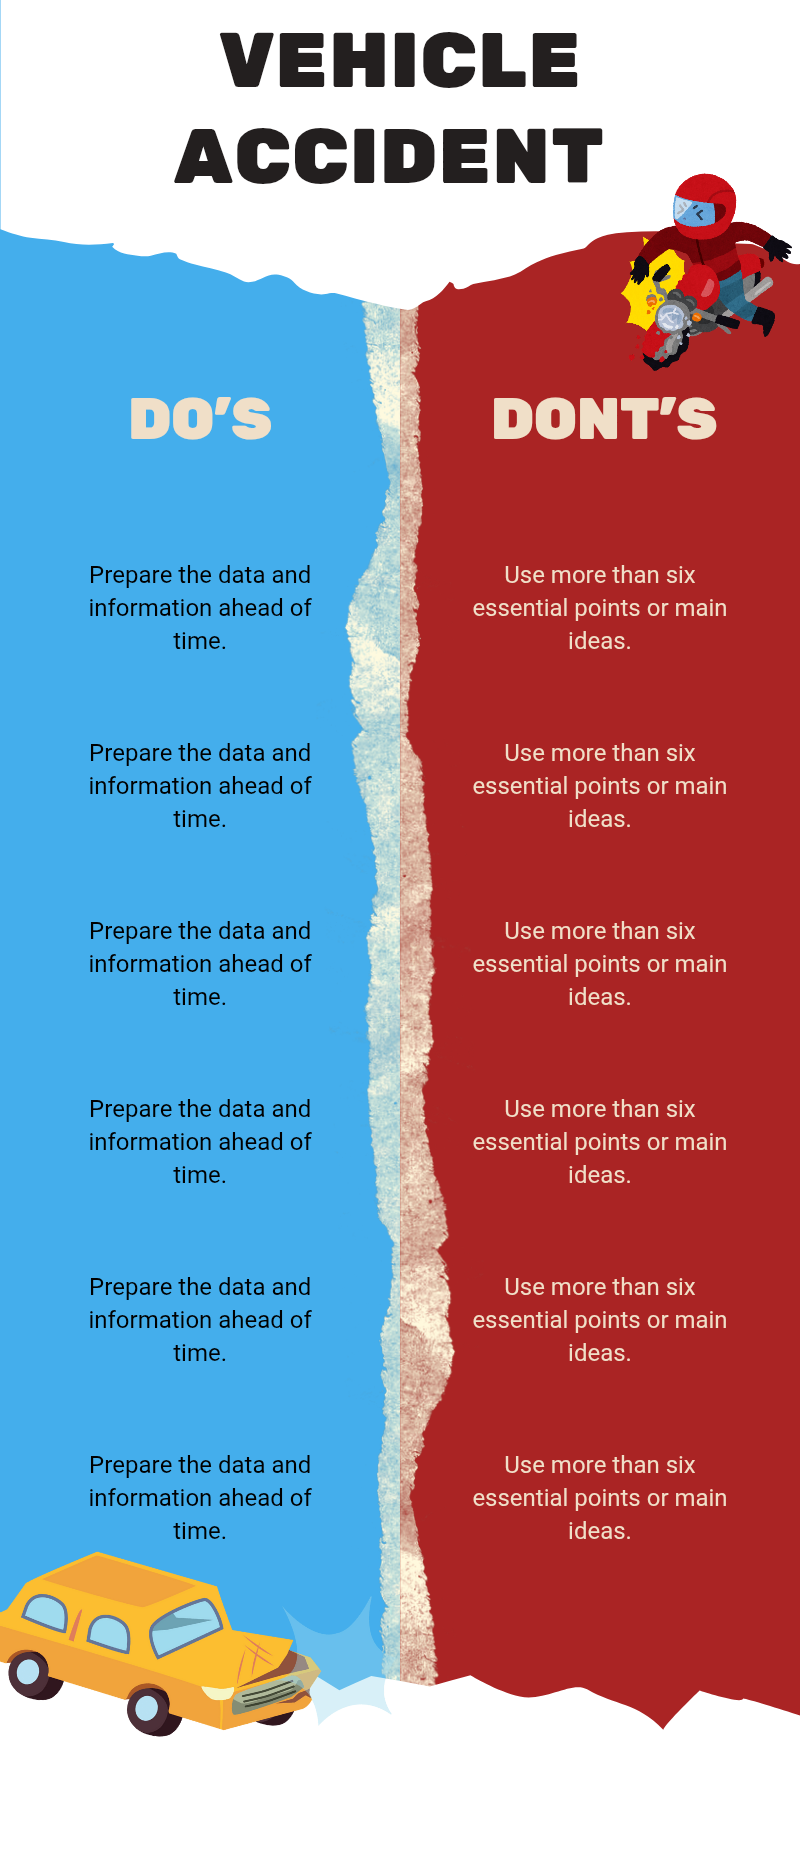 VEHICLE
ACCIDENT
DO'S
Prepare the data and
information ahead of
time.
Prepare the data and
information ahead of
time.
Prepare the data and
information ahead of
time.
Prepare the data and
information ahead of
time.
Prepare the data and
information ahead of
time.
Prepare the data and
information ahead of
time.
DONT'S
Use more than six
essential points or main
ideas.
Use more than six
essential points or main
ideas.
Use more than six
essential points or main
ideas.
Use more than six
essential points or main
ideas.
Use more than six
essential points or main
ideas.
Use more than six
essential points or main
ideas.